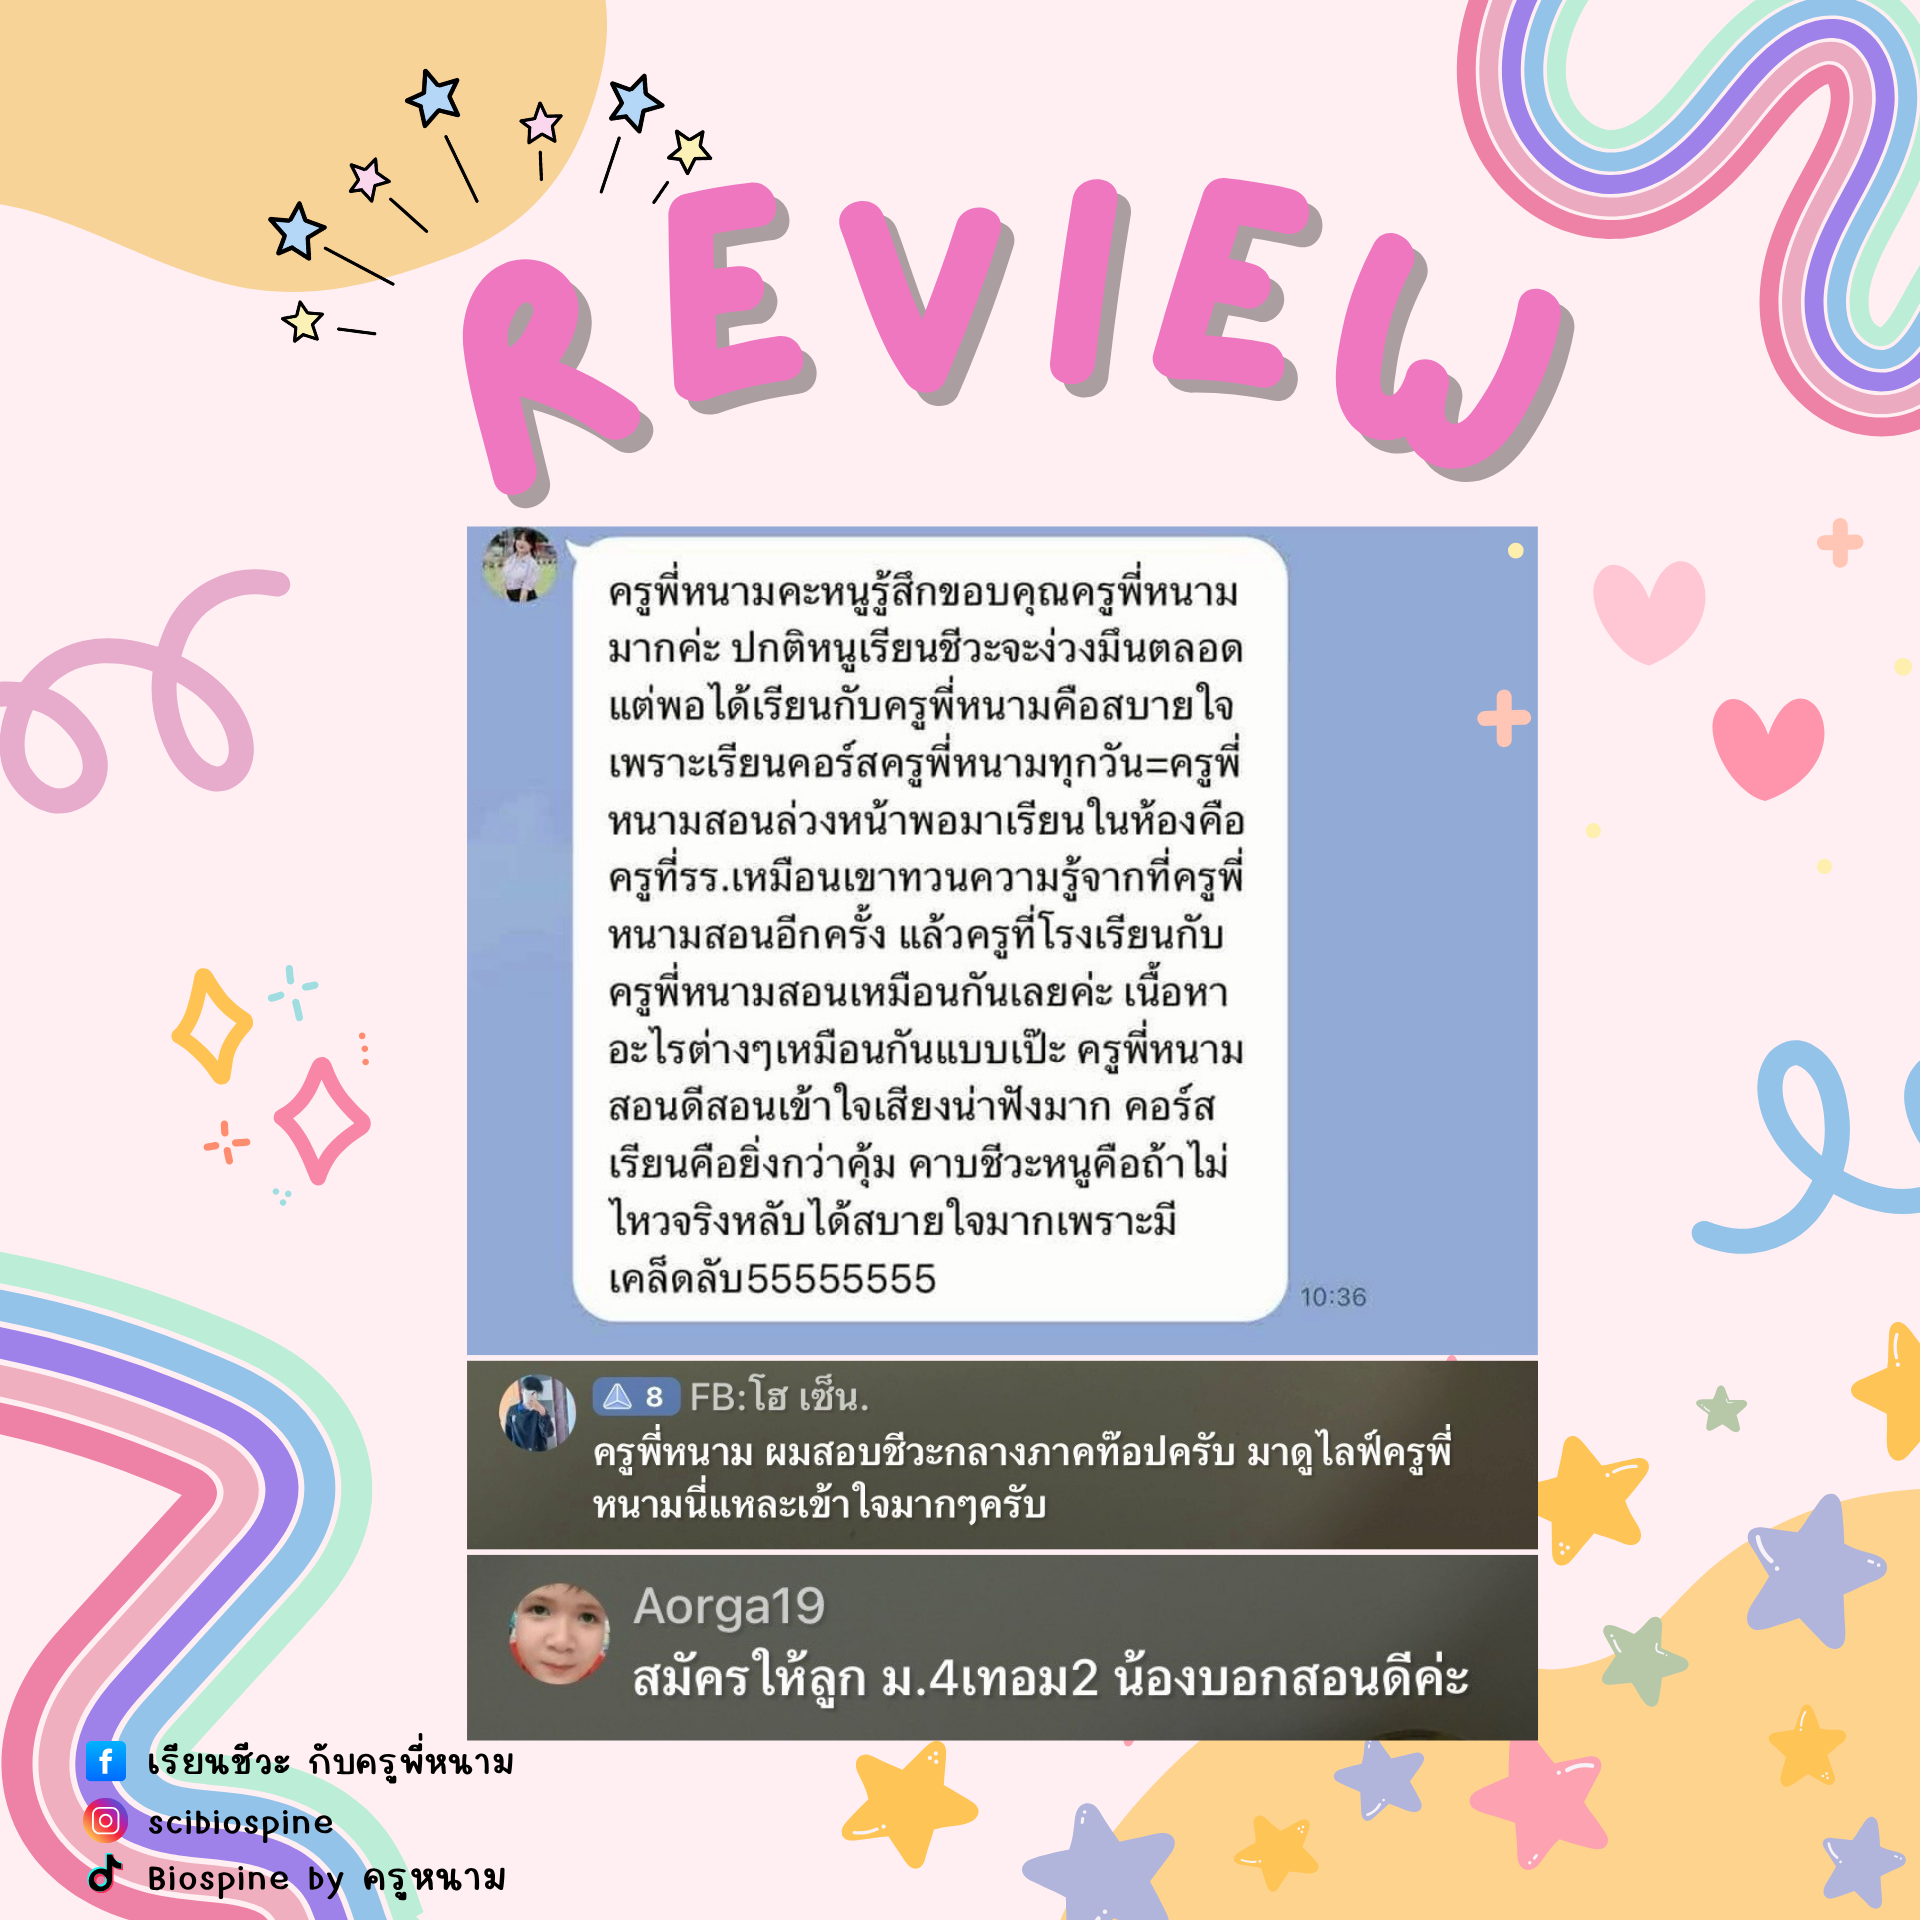 REVIEW
ครูพี่หนามคะหนูรู้สึกขอบคุณครูพี่หนาม
มากค่ะ ปกติหนูเรียนชีวะจะง่วงมึนตลอด
แต่พอได้เรียนกับครูพี่หนามคือสบายใจ
เพราะเรียนคอร์สครูพี่หนามทุกวัน=ครูพี่
หนามสอนล่วงหน้าพอมาเรียนในห้องคือ
ครูที่รร.เหมือนเขาทวนความรู้จากที่ครูพี่
หนามสอนอีกครั้ง แล้วครูที่โรงเรียนกับ
ครูพี่หนามสอนเหมือนกันเลยค่ะ เนื้อหา
อะไรต่างๆเหมือนกันแบบเป๊ะ ครูพี่หนาม
สอนดีสอนเข้าใจเสียงน่าฟังมาก คอร์ส
เรียนคือยิ่งกว่าคุ้ม คาบชีวะหนูคือถ้าไม่
ไหวจริงหลับได้สบายใจมากเพราะมี
เคล็ดลับ55555555
10:36
8 FB:โฮ เซ็น.
ครูพี่หนาม ผมสอบชีวะกลางภาคท๊อปครับ มาดูไลฟ์ครูพี่
หนามนี่แหละเข้าใจมากๆครับ
Aorga19
สมัครให้ลูก ม.4เทอม2 น้องบอกสอนดีค่ะ
เรียนชีวะ กับครูพี่หนาม
scibiospine
Biospine by ครูหนาม